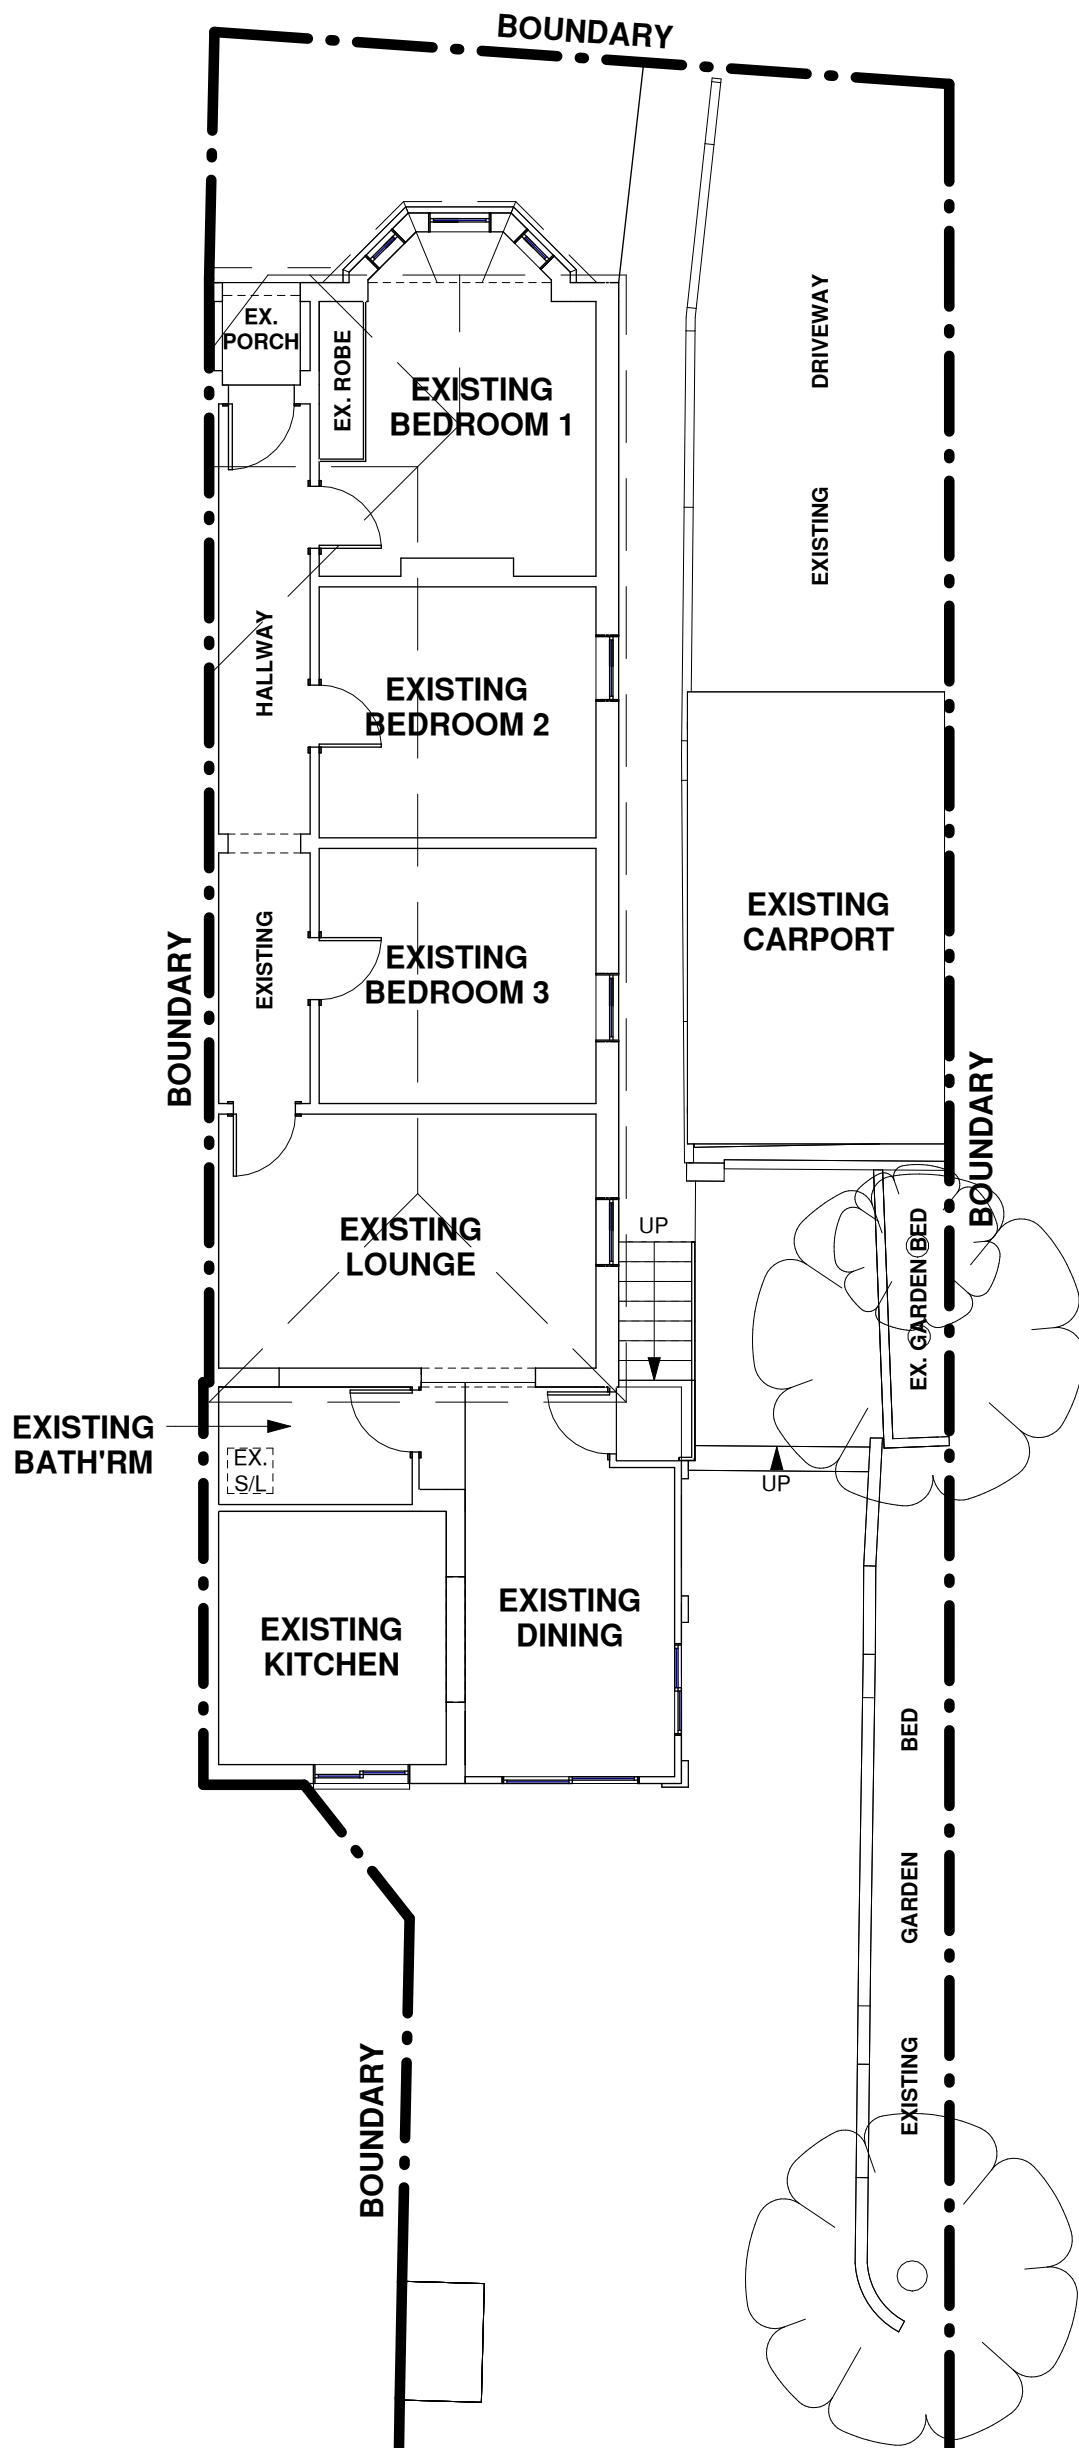 BOUNDARY
EX.
PORCH
EX. ROBE
EXISTING
BEDROOM 1
DRIVEWAY
EXISTING
HALLWAY
EXISTING
BEDROOM 2
EXISTING
CARPORT
EXISTING
EXISTING
BEDROOM 3
BOUNDARY
BOUNDARY
EXISTING
LOUNGE
UP
EX. GARDEN BED
EXISTING
BATH'RM
EX.
S/L
UP
EXISTING
KITCHEN
EXISTING
DINING
BED
GARDEN
EXISTING
BOUNDARY